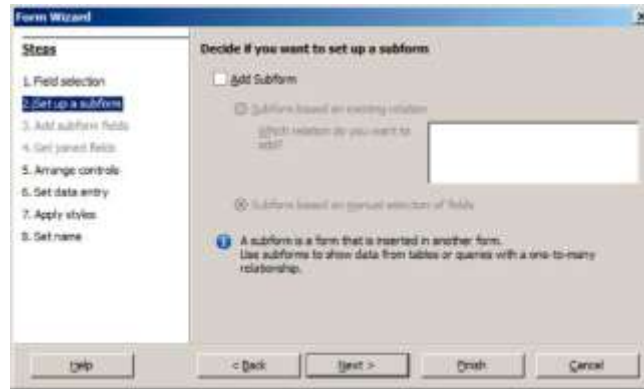 Form Wizard
Steps
1. Field selection
2. Set up a subform
3. Add subform fields
4. Get joined fields
5. Arrange controls
6. Set data entry
7. Apply styles
8. Set name
Decide if you want to set up a subform
Add Subform
Subform based on existing relation
Which relation do you want to
add?
Subform based on manual selection of fields
A subform is a form that is inserted in another form.
Use subforms to show data from tables or queries with a one-to-many
relationship.
Help
< Back
Next >
Finish
Cancel